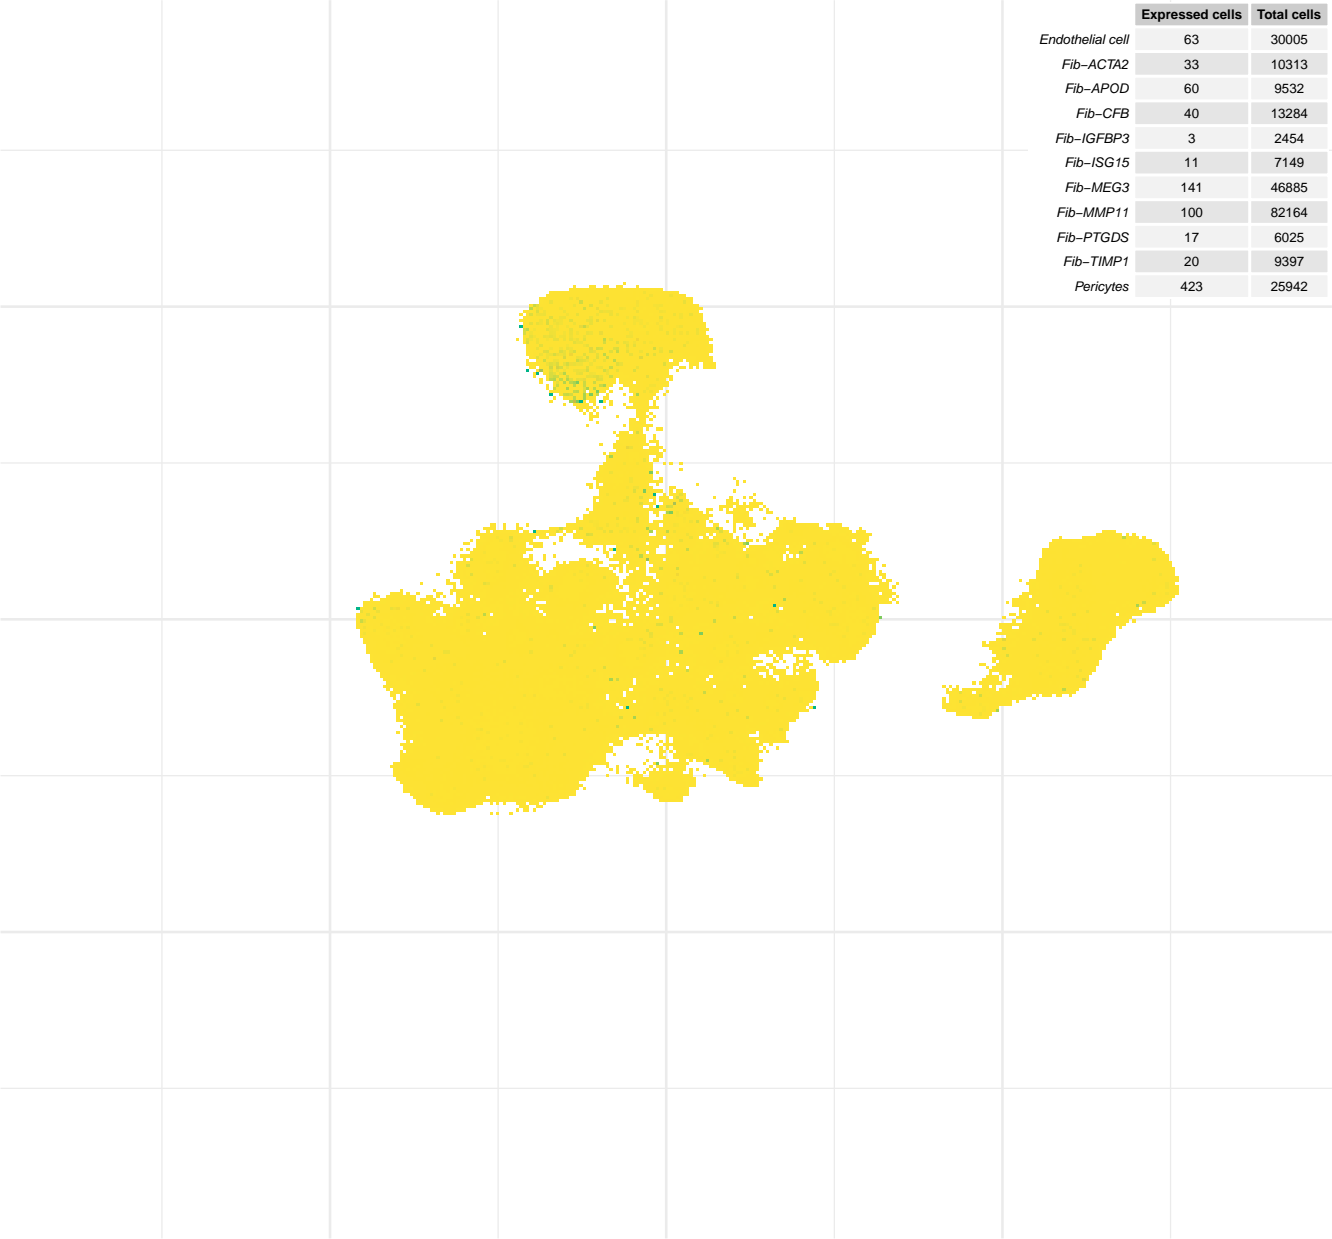 Expressed cells Total cells
Endothelial cell 63 30005
Fib−ACTA2 33 10313
Fib−APOD 60 9532
Fib−CFB 40 13284
Fib−IGFBP3 3 2454
Fib−ISG15 11 7149
Fib−MEG3 141 46885
Fib−MMP11 100 82164
Fib−PTGDS 17 6025
Fib−TIMP1 20 9397
Pericytes 423 25942